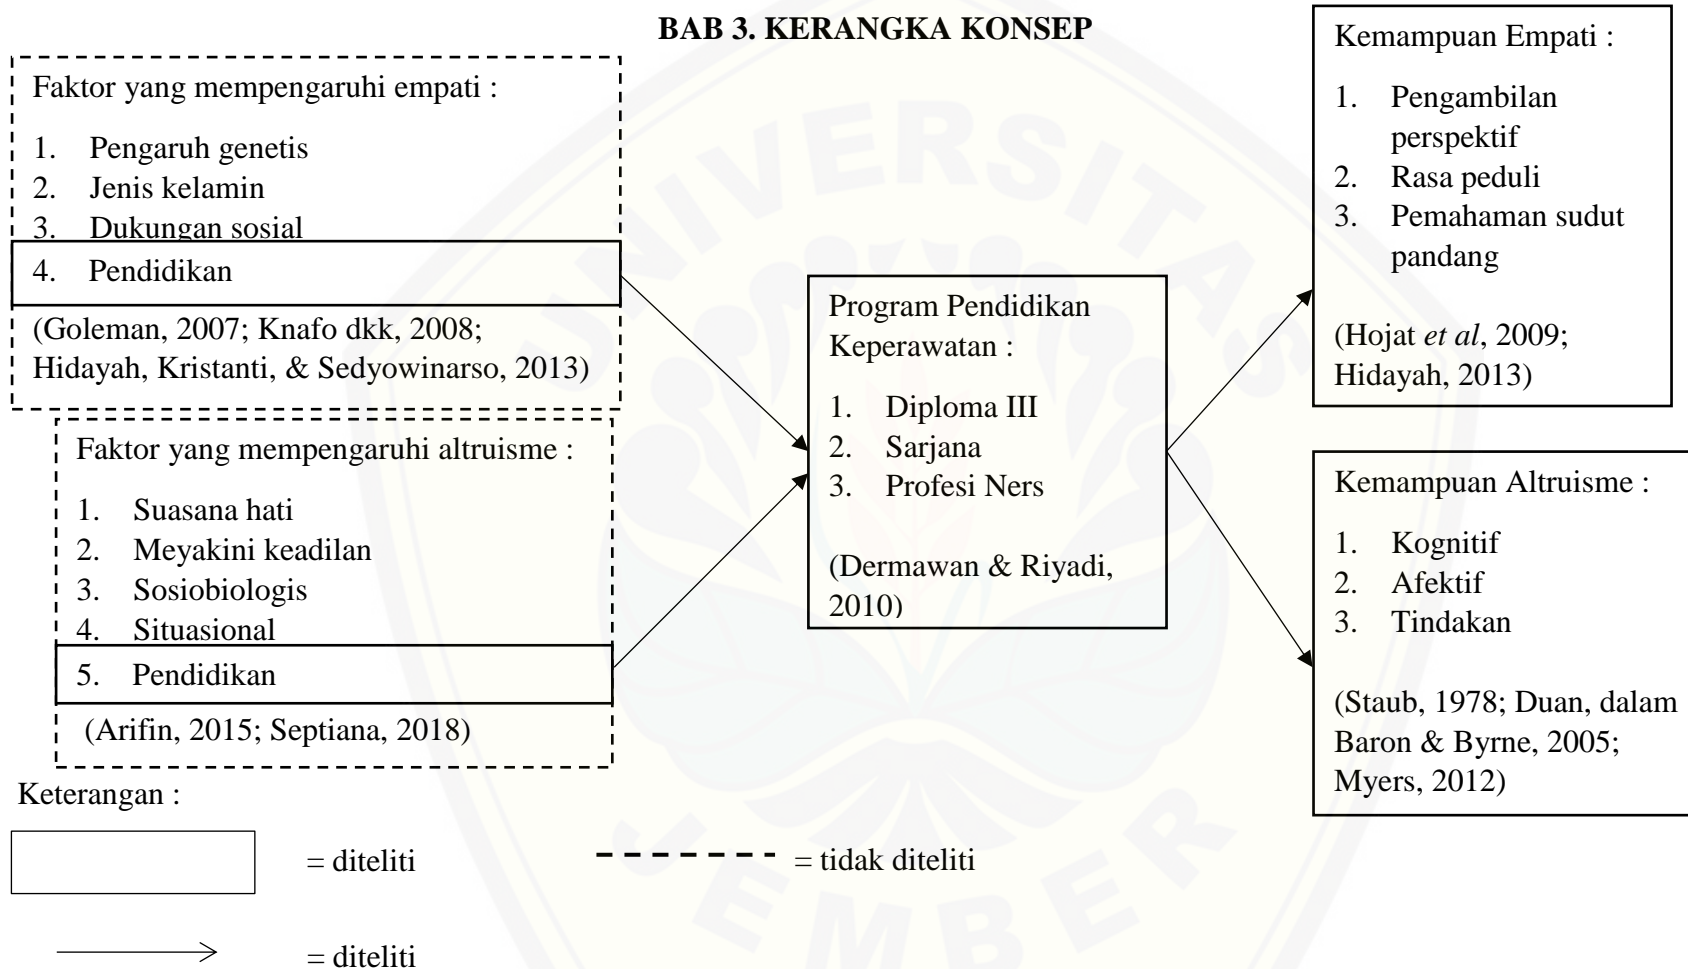 BAB 3. KERANGKA KONSEP
Faktor yang mempengaruhi empati :
1. Pengaruh genetis
2. Jenis kelamin
3. Dukungan sosial
4. Pendidikan
(Goleman, 2007; Knafo dkk, 2008;
Hidayah, Kristanti, & Sedyowinarso, 2013)
Faktor yang mempengaruhi altruisme :
1. Suasana hati
2. Meyakini keadilan
3. Sosiobiologis
4. Situasional
5. Pendidikan
(Arifin, 2015; Septiana, 2018)
Program Pendidikan
Keperawatan :
1. Diploma III
2. Sarjana
3. Profesi Ners
(Dermawan & Riyadi,
2010)
Kemampuan Empati :
1. Pengambilan
perspektif
2. Rasa peduli
3. Pemahaman sudut
pandang
(Hojat et al, 2009;
Hidayah, 2013)
Kemampuan Altruisme :
1. Kognitif
2. Afektif
3. Tindakan
(Staub, 1978; Duan, dalam
Baron & Byrne, 2005;
Myers, 2012)
Keterangan :
= diteliti
= tidak diteliti
= diteliti
UNIVERSITAS
JEMBER